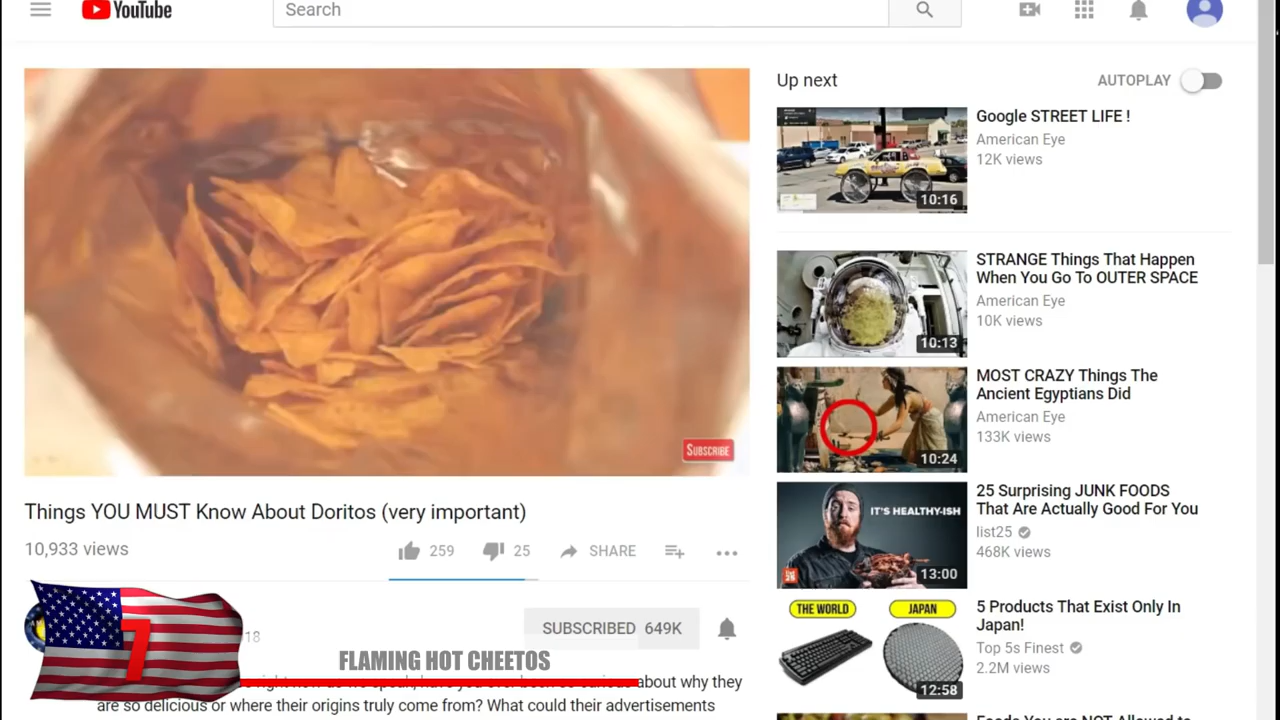 YouTube
Search
Up next
AUTOPLAY
Google STREET LIFE !
American Eye
12K views
10:16
STRANGE Things That Happen
When You Go To OUTER SPACE
American Eye
10K views
10:13
MOST CRAZY Things The
Ancient Egyptians Did
American Eye
133K views
10:24
IT'S HEALTHY-ISH
25 Surprising JUNK FOODS
That Are Actually Good For You
list25
468K views
13:00
THE WORLD
JAPAN
5 Products That Exist Only In
Japan!
Top 5s Finest
2.2M views
12:58
SUBSCRIBE
Things YOU MUST Know About Doritos (very important)
10,933 views
259
25
SHARE
SUBSCRIBED 649K
18
7
FLAMING HOT CHEETOS
about why they
are so delicious or where their origins truly come from? What could their advertisements